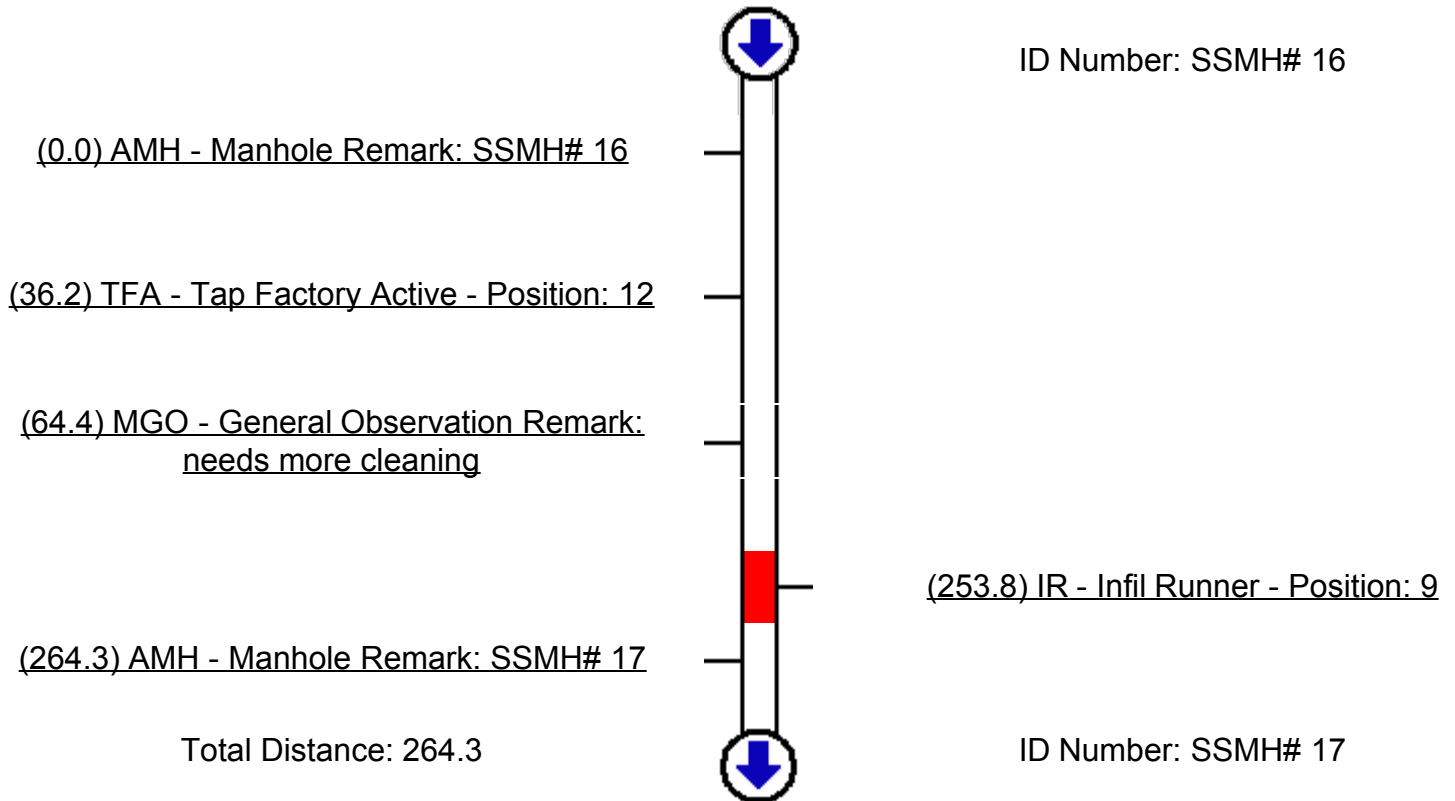 ID Number: SSMH# 16
(0.0) AMH - Manhole Remark: SSMH# 16
(36.2) TFA - Tap Factory Active - Position: 12
(64.4) MGO - General Observation Remark:
needs more cleaning
(253.8) IR - Infil Runner - Position: 9
(264.3) AMH - Manhole Remark: SSMH# 17
Total Distance: 264.3
ID Number: SSMH# 17